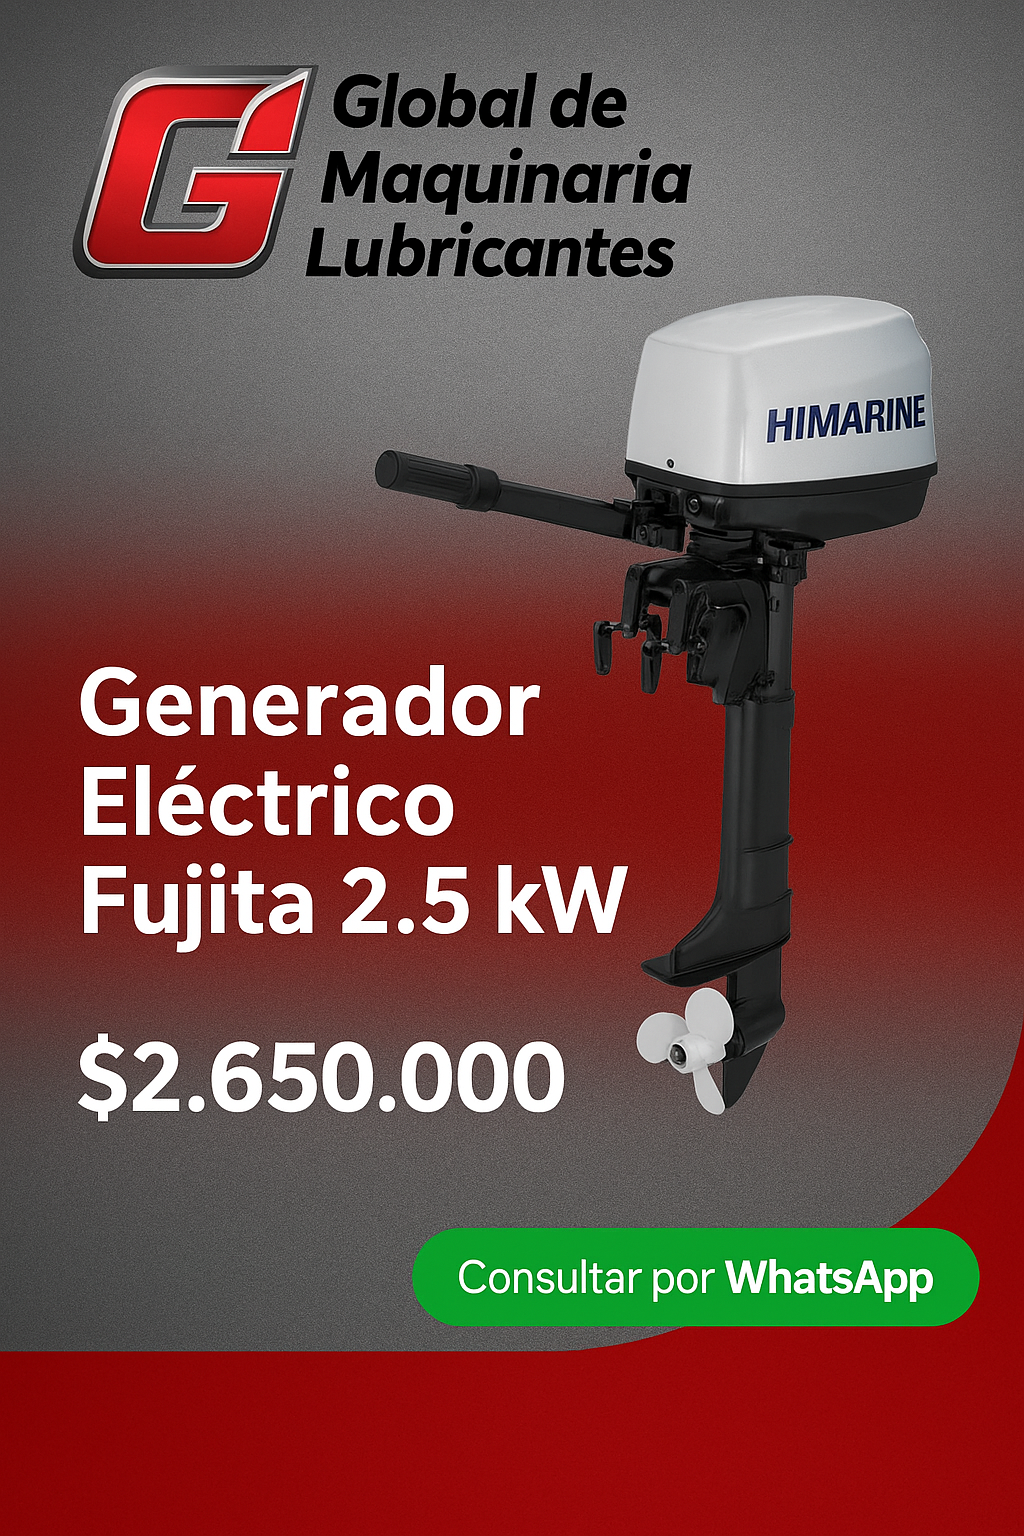 Global de
Maquinaria
Lubricantes
HIMARINE
Generador
Eléctrico
Fujita 2.5 kW
$2.650.000
Consultar por WhatsApp